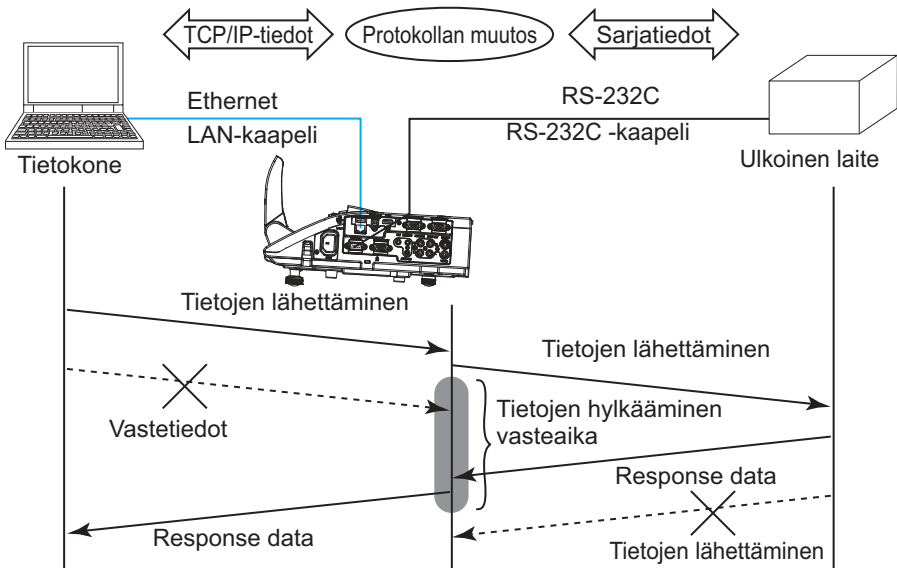 TCP/IP-tiedot
Protokollan muutos
Sarjatiedot
Ethernet
LAN-kaapeli
RS-232C
RS-232C -kaapeli
Tietokone
Ulkoinen laite
Tietojen lähettäminen
Tietojen lähettäminen
Vastetiedot
Tietojen hylkääminen
vasteaika
Response data
Response data
Tietojen lähettäminen